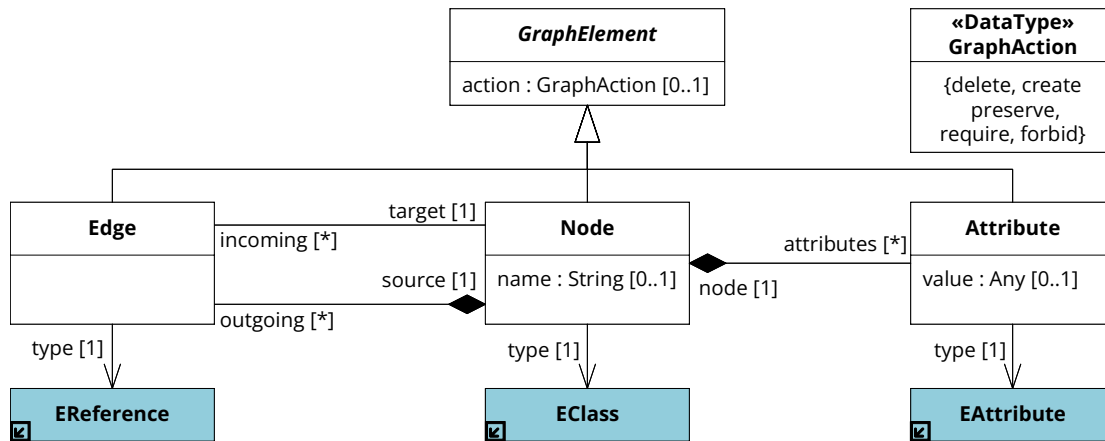 GraphElement
action : GraphAction [0..1]
«DataType»
GraphAction
{delete, create
preserve,
require, forbid}
Edge
target [1]
incoming [*]
source [1]
outgoing [*]
Node
name : String [0..1]
attributes [*]
node [1]
Attribute
value : Any [0..1]
type [1]
type [1]
type [1]
EReference
EClass
EAttribute